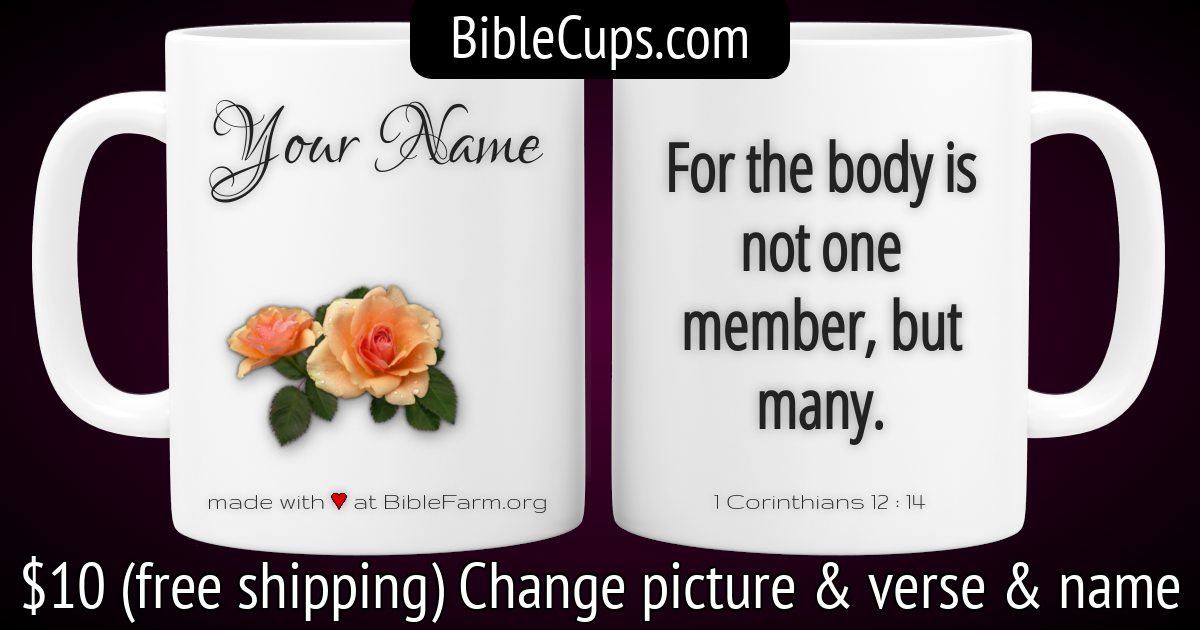 BibleCups.com
Your Name
made with ♥ at BibleFarm.org
For the body is
not one
member, but
many.
1 Corinthians 12 : 14
$10 (free shipping) Change picture & verse & name